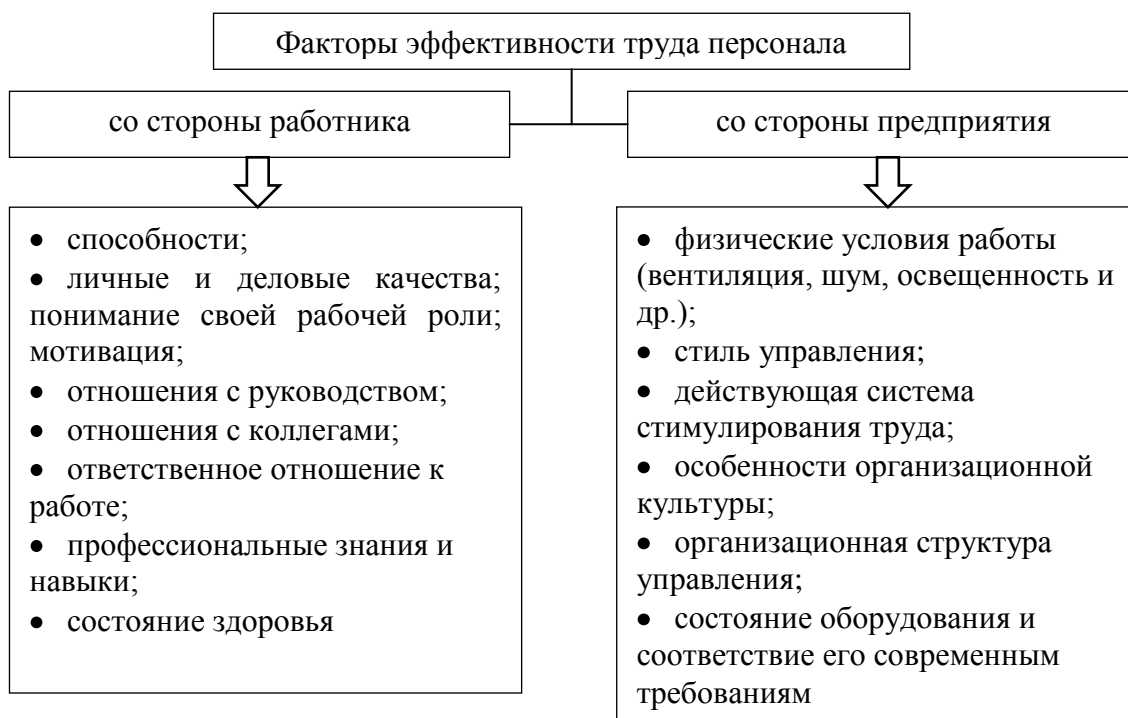 Факторы эффективности труда персонала
со стороны работника
со стороны предприятия
• способности;
• личные и деловые качества;
понимание своей рабочей роли;
мотивация;
• отношения с руководством;
• отношения с коллегами;
• ответственное отношение к
работе;
• профессиональные знания и
навыки;
• состояние здоровья
• физические условия работы
(вентиляция, шум, освещенность и
др.);
• стиль управления;
• действующая система
стимулирования труда;
• особенности организационной
культуры;
• организационная структура
управления;
• состояние оборудования и
соответствие его современным
требованиям